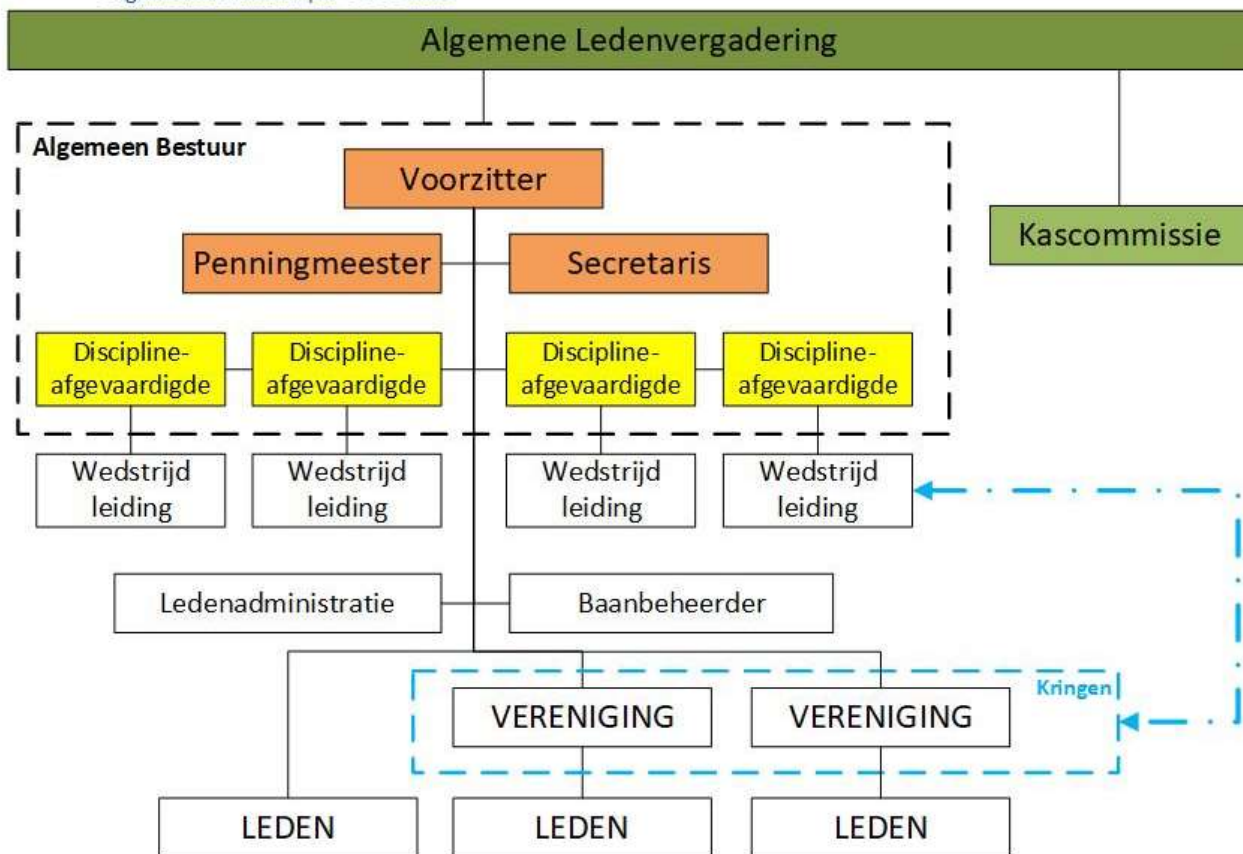 Algemene Ledenvergadering
Algemeen Bestuur
Voorzitter
Kascommissie
Penningmeester
Secretaris
Discipline-
afgevaardigde
Discipline-
afgevaardigde
Discipline-
afgevaardigde
Discipline-
afgevaardigde
Wedstrijd
leiding
Wedstrijd
leiding
Wedstrijd
leiding
Wedstrijd
leiding
Ledenadministratie
Baanbeheerder
Kringen
VERENIGING
VERENIGING
LEDEN
LEDEN
LEDEN